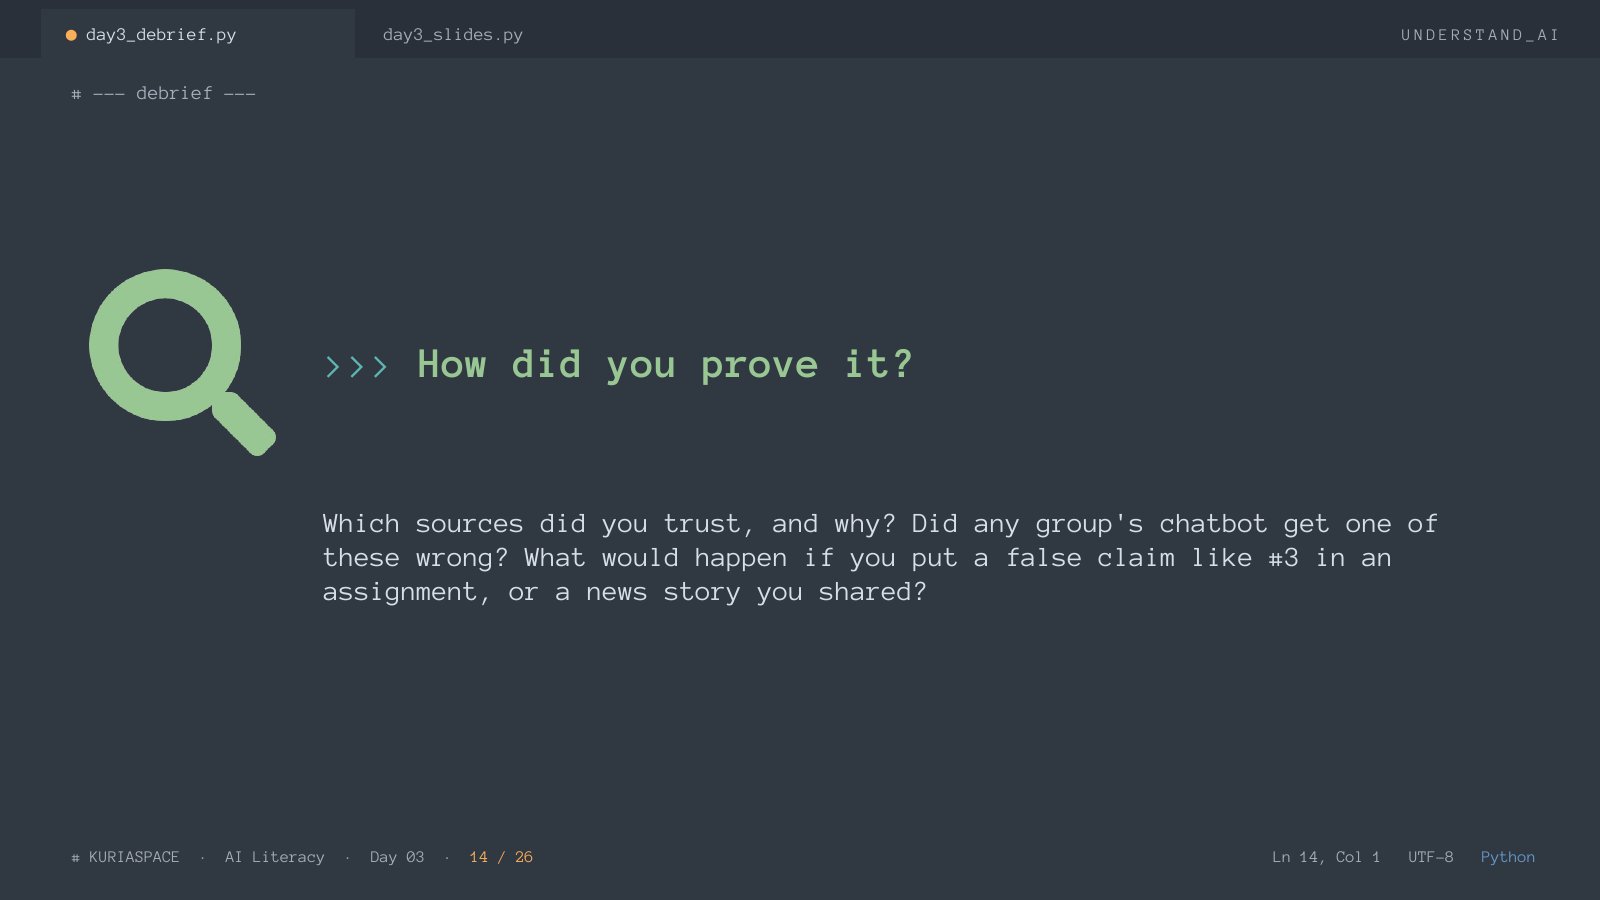 day3_debrief.py
day3_slides.py
UNDERSTAND_AI
# --- debrief ---
>>> How did you prove it?
Which sources did you trust, and why? Did any group's chatbot get one of
these wrong? What would happen if you put a false claim like #3 in an
assignment, or a news story you shared?
# KURIASPACE · AI Literacy · Day 03 · 14 / 26
Ln 14, Col 1 UTF-8 Python